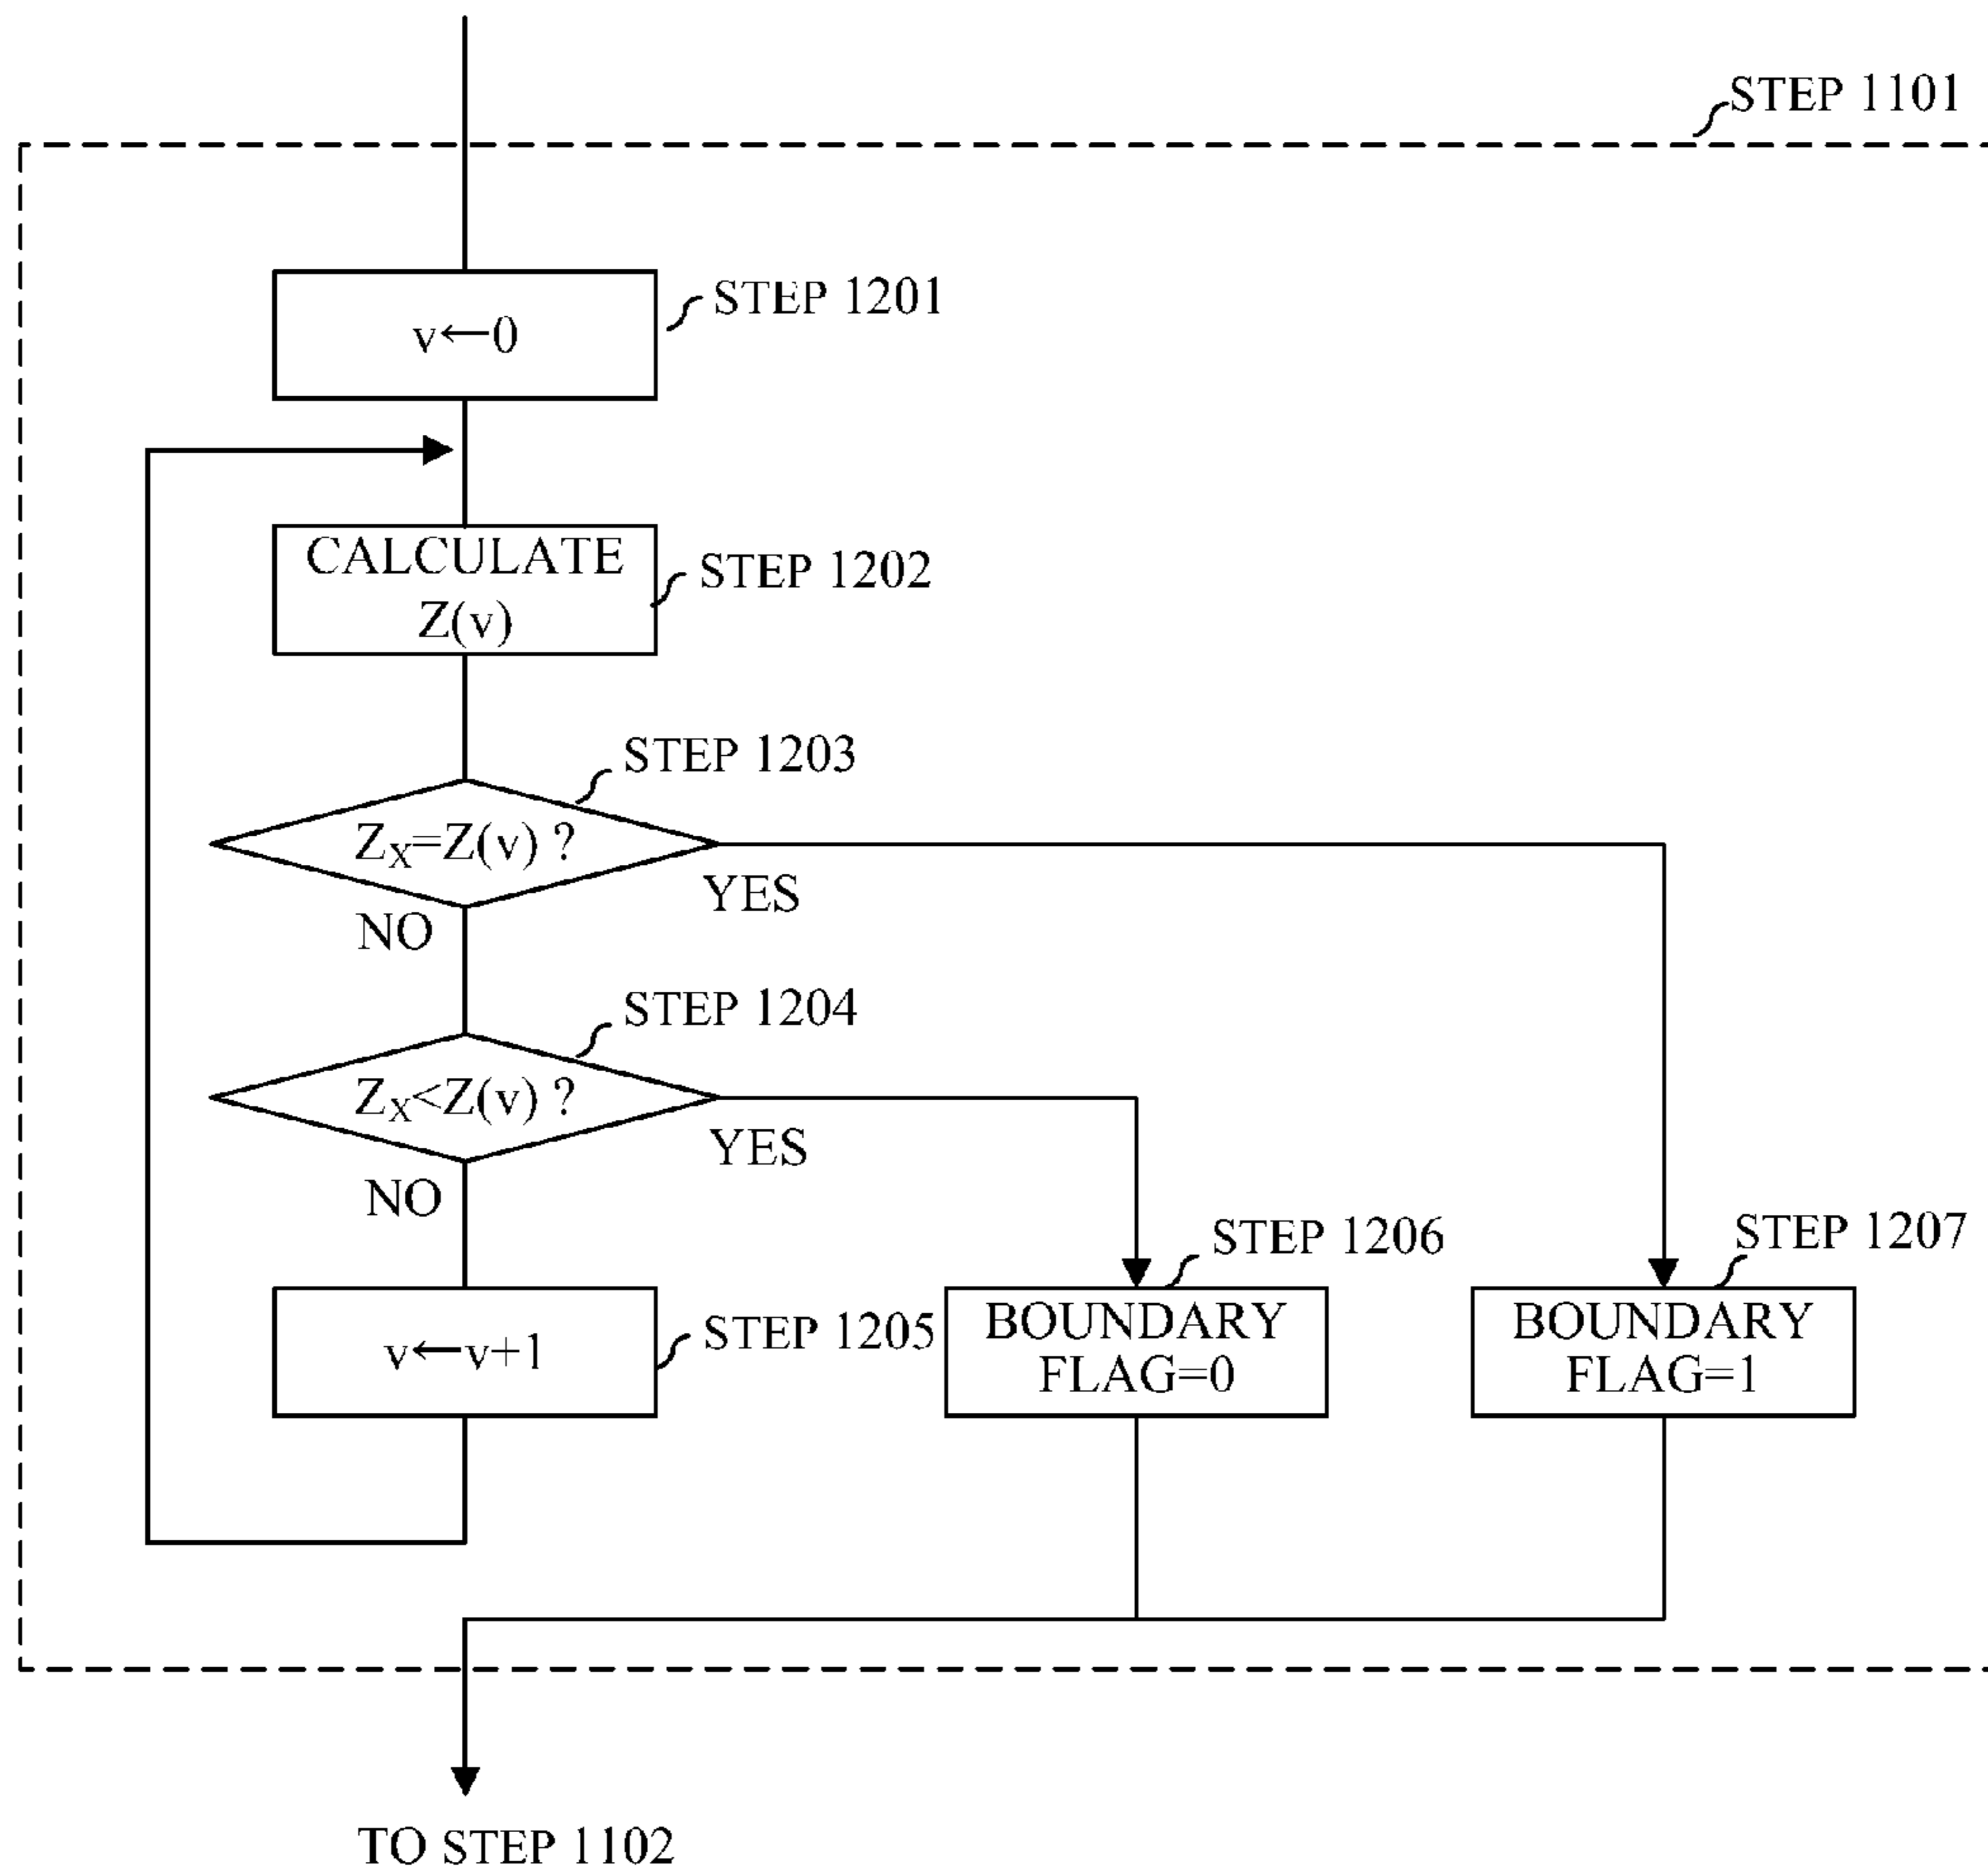 STEP 1101
STEP 1201
v←0
CALCULATE
Z(v)
STEP 1202
STEP 1203
ZX=Z(v) ?
YES
NO
STEP 1204
ZX<Z(v) ?
YES
NO
STEP 1205
v←v+1
STEP 1206
BOUNDARY
FLAG=0
STEP 1207
BOUNDARY
FLAG=1
TO STEP 1102